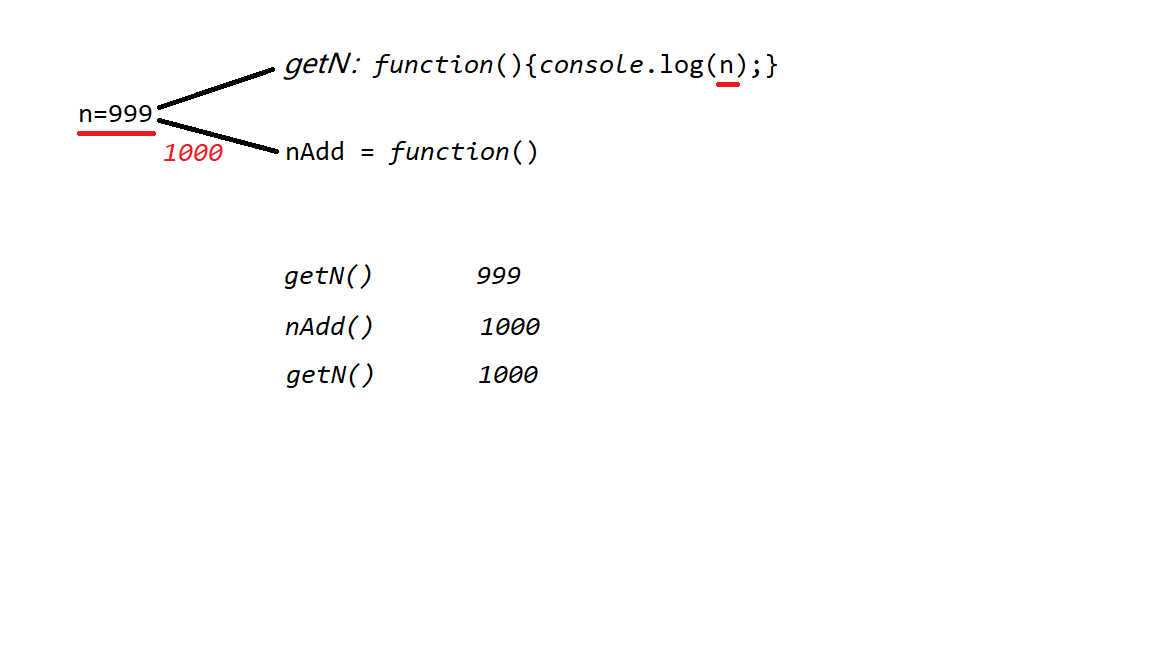 getN: function(){console.log(n);}
n=999
1000
nAdd = function()
getN() 999
nAdd() 1000
getN() 1000